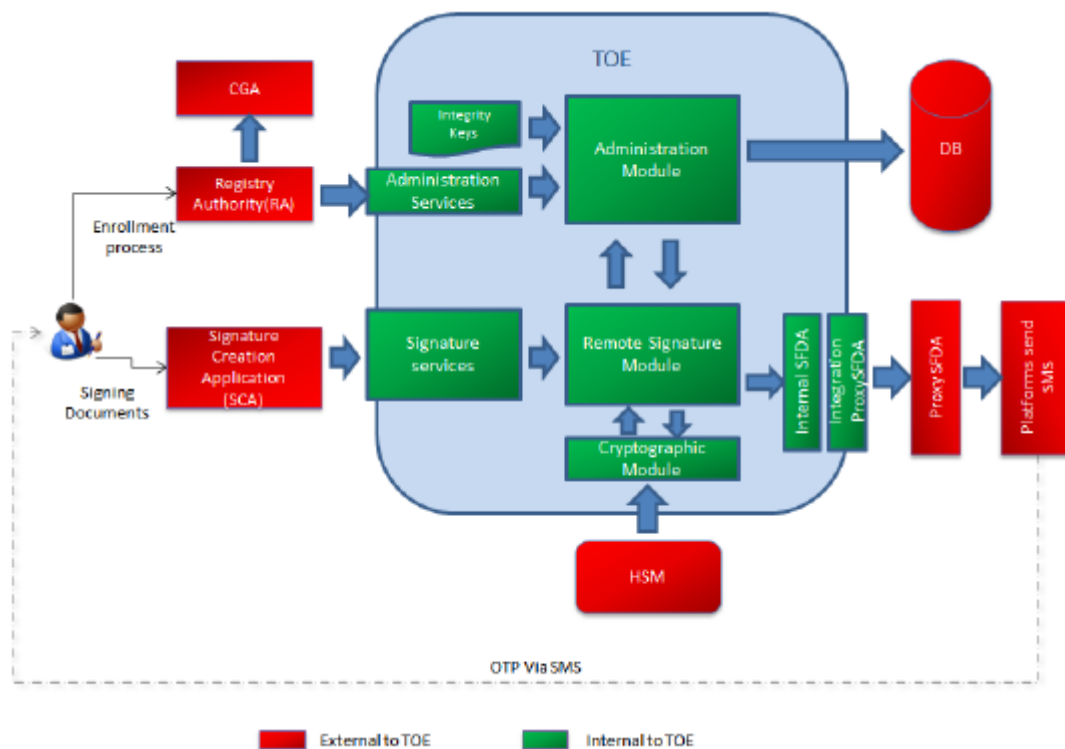 TOE
CGA
Integrity
Keys
Administration
Module
DB
Registry
Authority(RA)
Administration
Services
Enrollment
process
Signature
Creation
Application
(SCA)
Signature
services
Remote Signature
Module
Internal SFDA
Integration
ProxySFDA
Proxy SFDA
Platforms send
SMS
Signing
Documents
Cryptographic
Module
HSM
OTP Via SMS
External to TOE
Internal to TOE